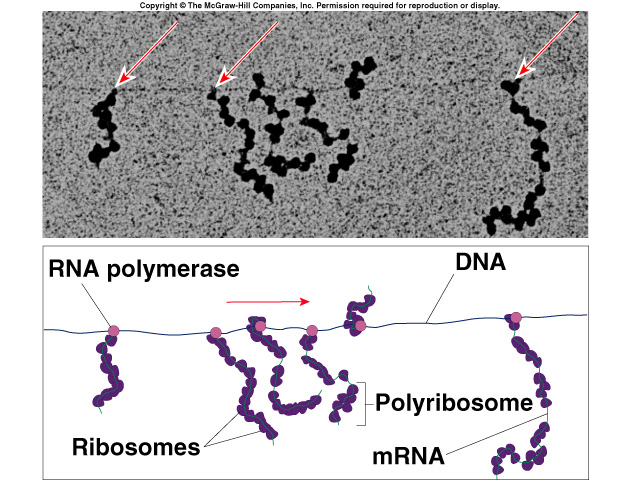 Copyright © The McGraw-Hill Companies, Inc. Permission required for reproduction or display.
RNA polymerase
DNA
Polyribosome
Ribosomes
mRNA